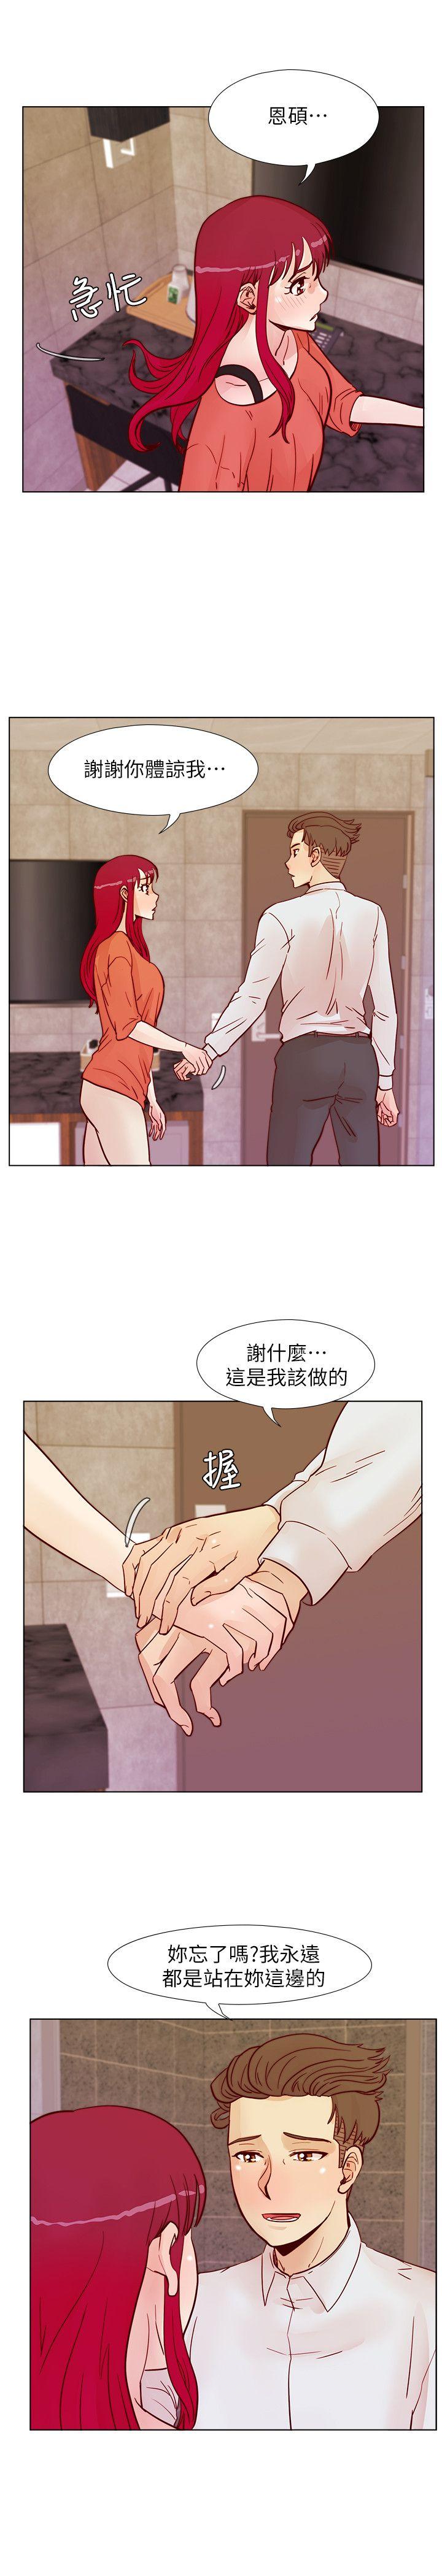 恩碩…
急忙
謝謝你體諒我…
謝什麼…
這是我該做的
握
妳忘了嗎?我永遠
都是站在妳這邊的